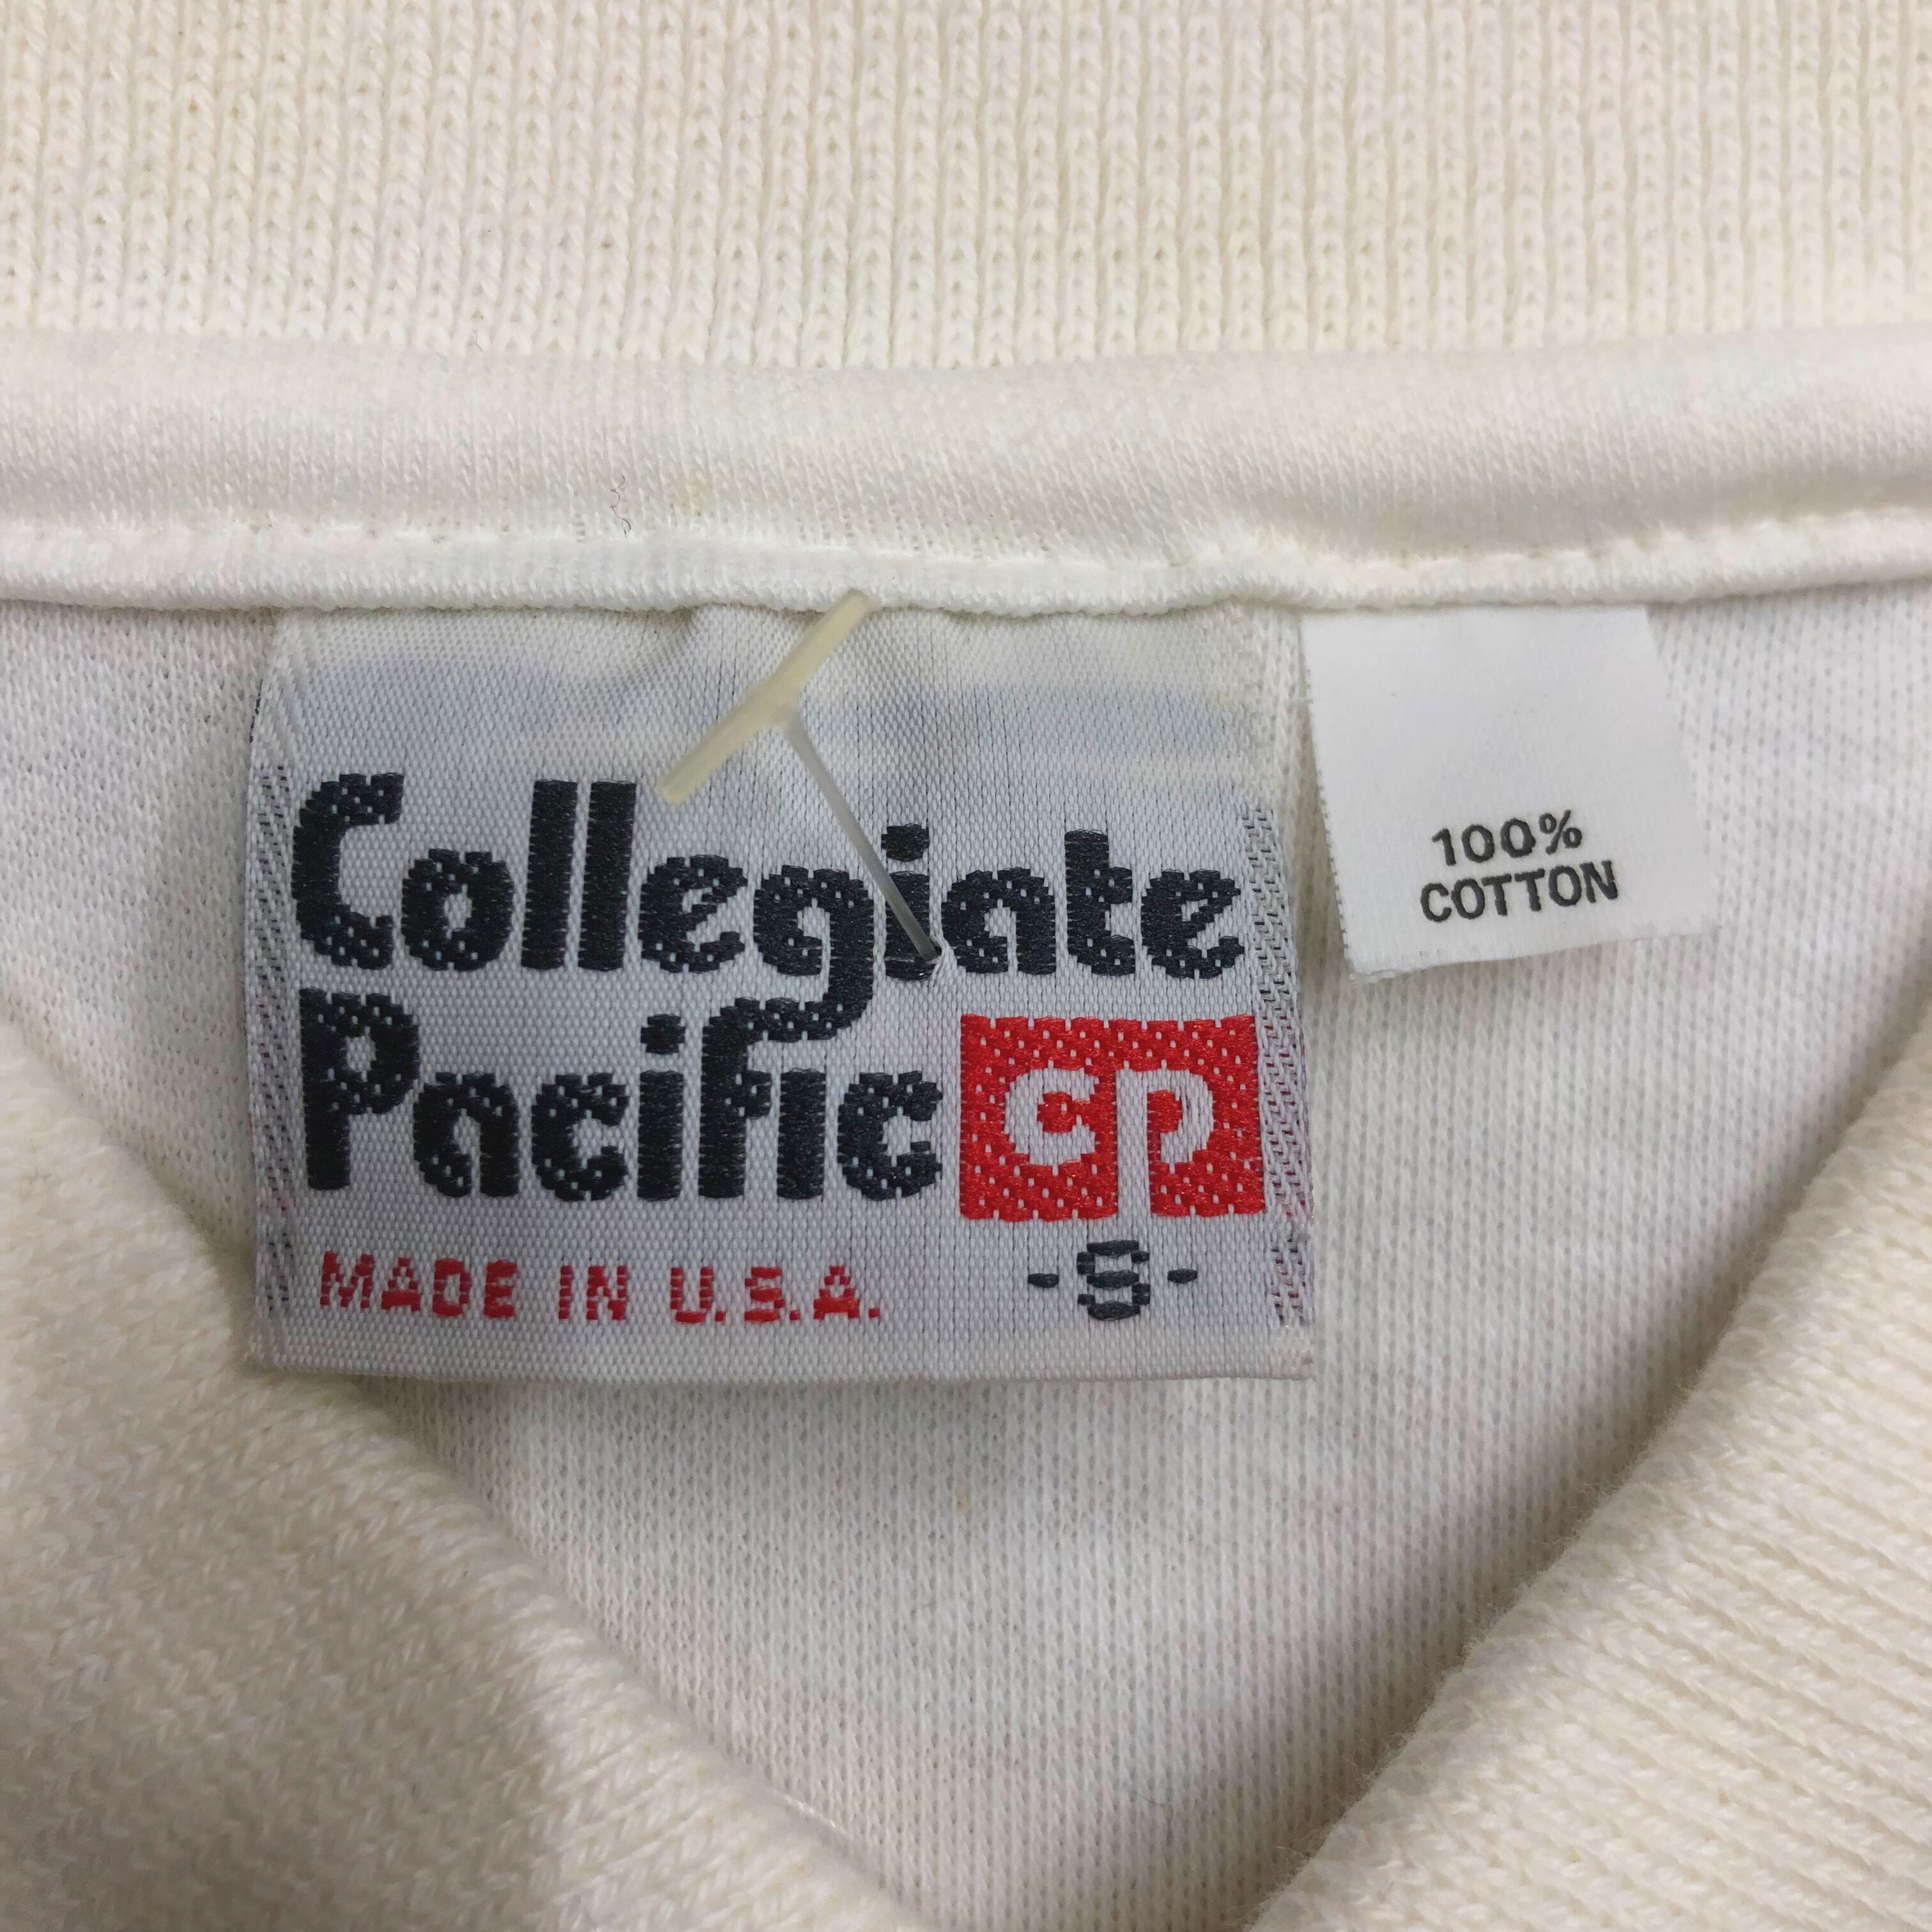 Collegiate
Pacific cp
MADE IN U.S.A. -S-
100%
COTTON